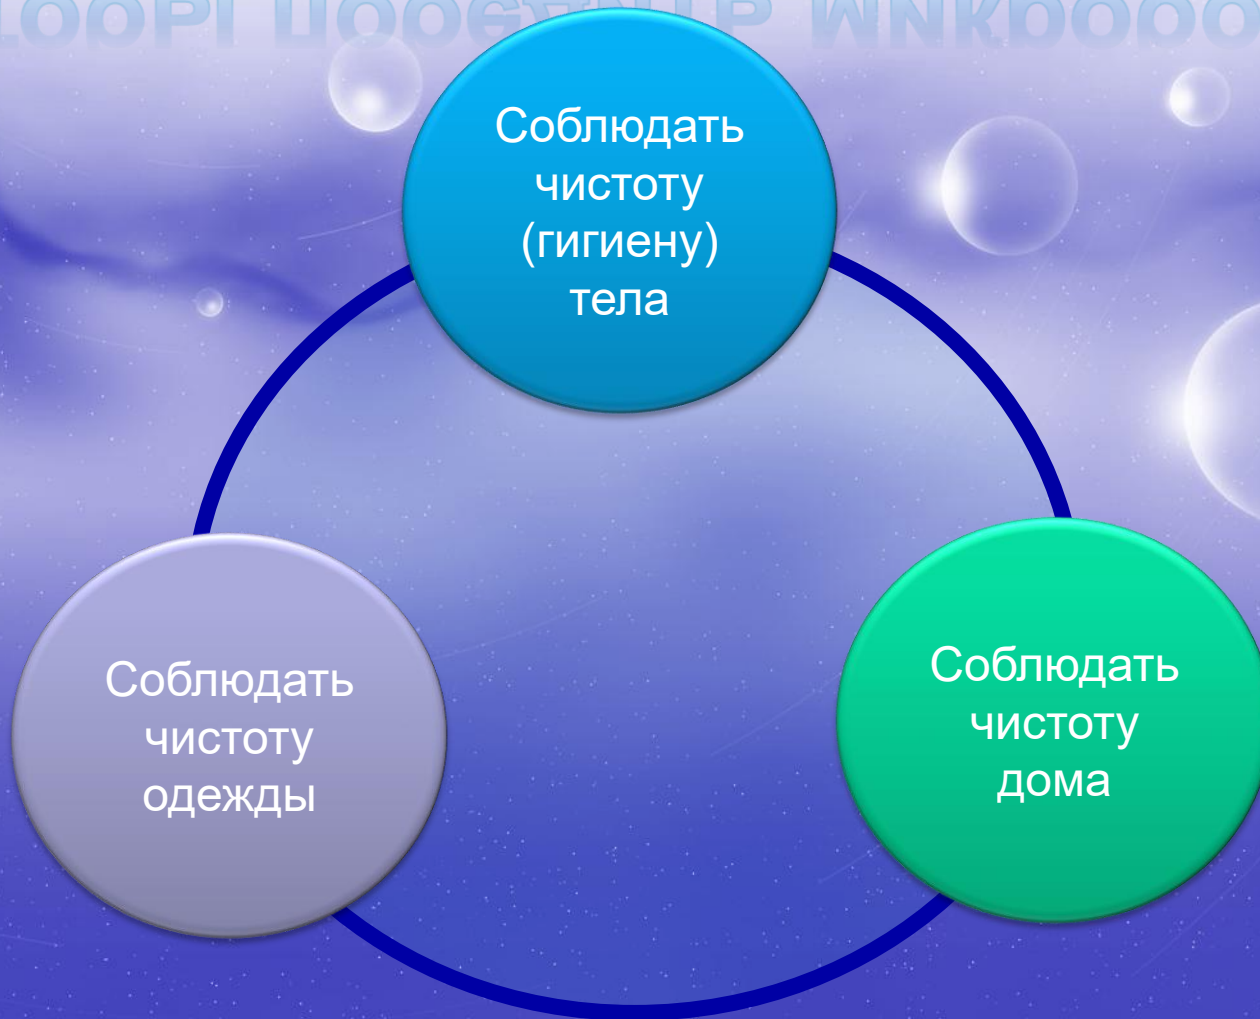 Соблюдать
чистоту
(гигиену)
тела
Соблюдать
чистоту
одежды
Соблюдать
чистоту
дома